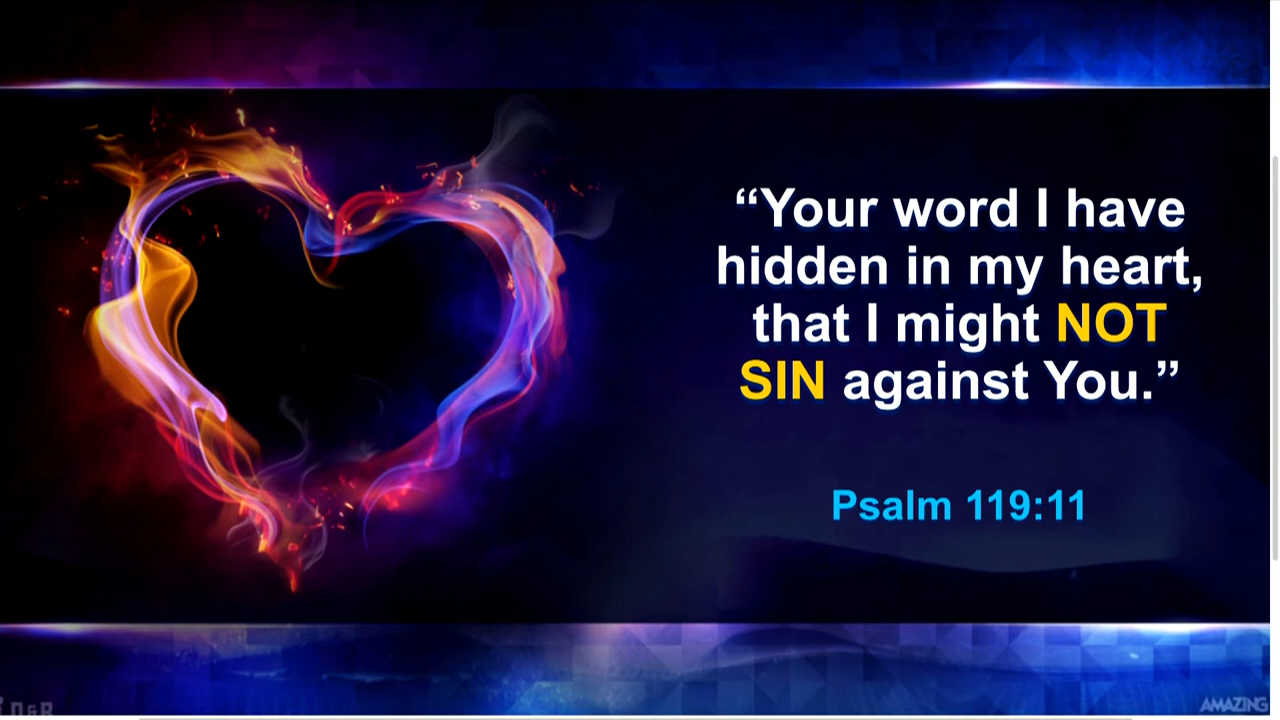 “Your word I have
hidden in my heart,
that I might NOT
SIN against You.”
Psalm 119:11
AMAZING